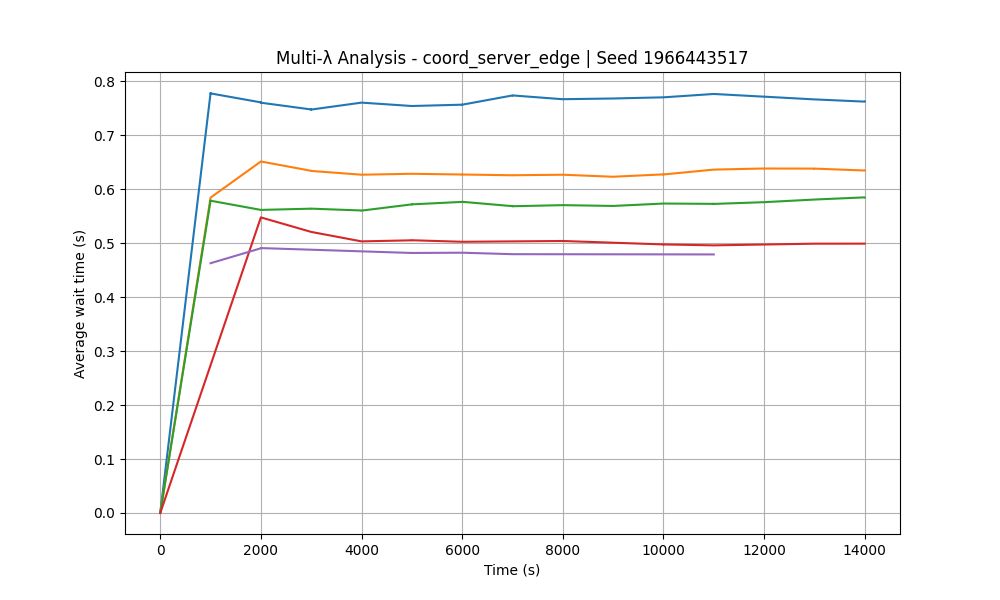 Multi-λ Analysis - coord_server_edge | Seed 1966443517
0.8
0.7
0.6
0.5
0.4
0.3
0.2
0.1
0.0
Average wait time (s)
0 2000 4000 6000 8000 10000 12000 14000
Time (s)